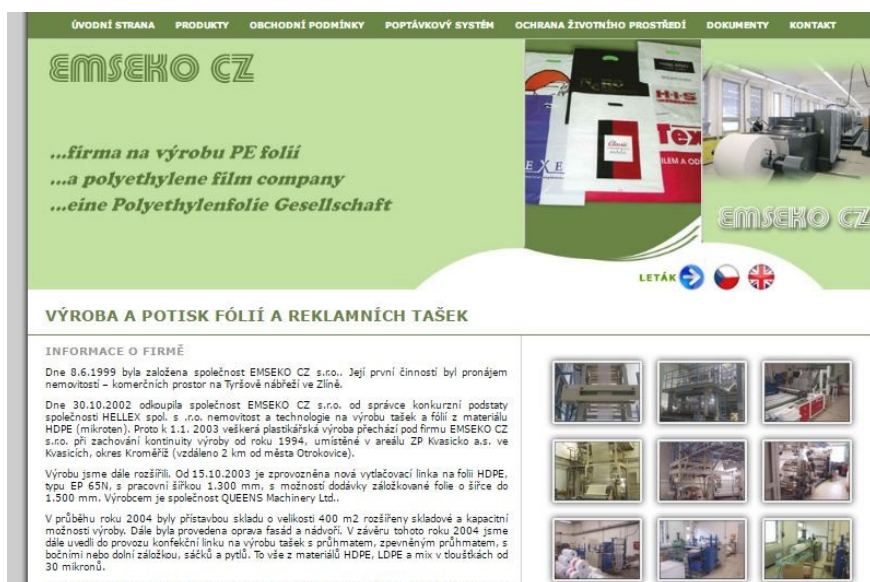 ÚVODNÍ STRANA PRODUKTY OBCHODNÍ PODMÍNKY POPTÁVKOVÝ SYSTÉM OCHRANA ŽIVOTNÍHO PROSTŘEDÍ DOKUMENTY KONTAKT
EMSEKO CZ
...firma na výrobu PE folií
...a polyethylene film company
...eine Polyethylenfolie Gesellschaft
H·I·S
Tex
EMSEKO CZ
LETÁK
VÝROBA A POTISK FÓLIÍ A REKLAMNÍCH TAŠEK
INFORMACE O FIRMĚ
Dne 8.6.1999 byla založena společnost EMSEKO CZ s.r.o.. Její první činností byl pronájem
nemovitostí – komerčních prostor na Tyršově nábřeží ve Zlíně.
Dne 30.10.2002 odkoupila společnost EMSEKO CZ s.r.o. od správce konkurzní podstaty
společnosti HELLEX spol. s .r.o. nemovitost a technologie na výrobu tašek a fólií z materiálu
HDPE (mikroten). Proto k 1.1. 2003 veškerá plastikářská výroba přechází pod firmu EMSEKO CZ
s.r.o. při zachování kontinuity výroby od roku 1994, umístěné v areálu ZP Kvasicko a.s. ve
Kvasicích, okres Kroměříž (vzdáleno 2 km od města Otrokovice).
Výrobu jsme dále rozšířili. Od 15.10.2003 je zprovozněna nová vytlačovací linka na folii HDPE,
typu EP 65N, s pracovní šířkou 1.300 mm, s možností dodávky záložkované folie o šířce do
1.500 mm. Výrobcem je společnost QUEENS Machinery Ltd..
V průběhu roku 2004 byly přístavbou skladu o velikosti 400 m2 rozšířeny skladové a kapacitní
možnosti výroby. Dále byla provedena oprava fasád a nádvoří. V závěru tohoto roku 2004 jsme
dále uvedli do provozu konfekční linku na výrobu tašek s průhmatem, zpevněným průhmatem, s
bočními nebo dolní záložkou, sáčků a pytlů. To vše z materiálů HDPE, LDPE a mix v tloušťkách od
30 mikronů.